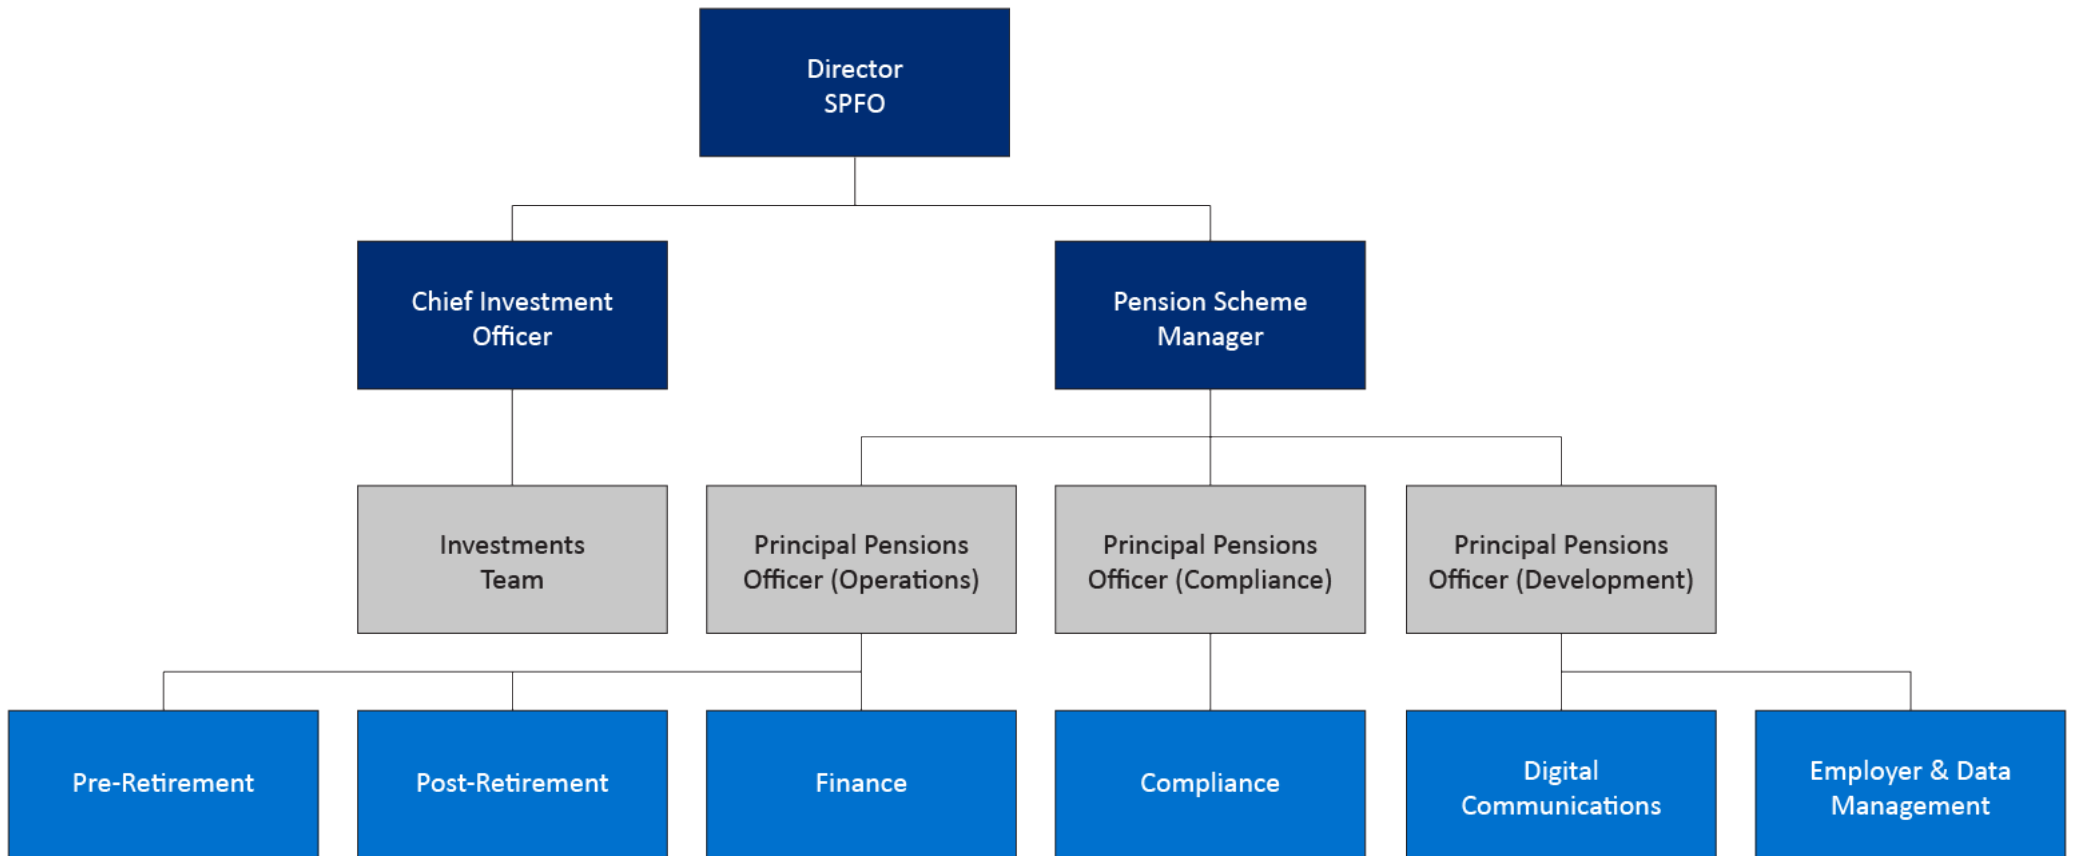 Director
SPFO
Chief Investment
Officer
Pension Scheme
Manager
Investments
Team
Principal Pensions
Officer (Operations)
Principal Pensions
Officer (Compliance)
Principal Pensions
Officer (Development)
Pre-Retirement
Post-Retirement
Finance
Compliance
Digital
Communications
Employer & Data
Management